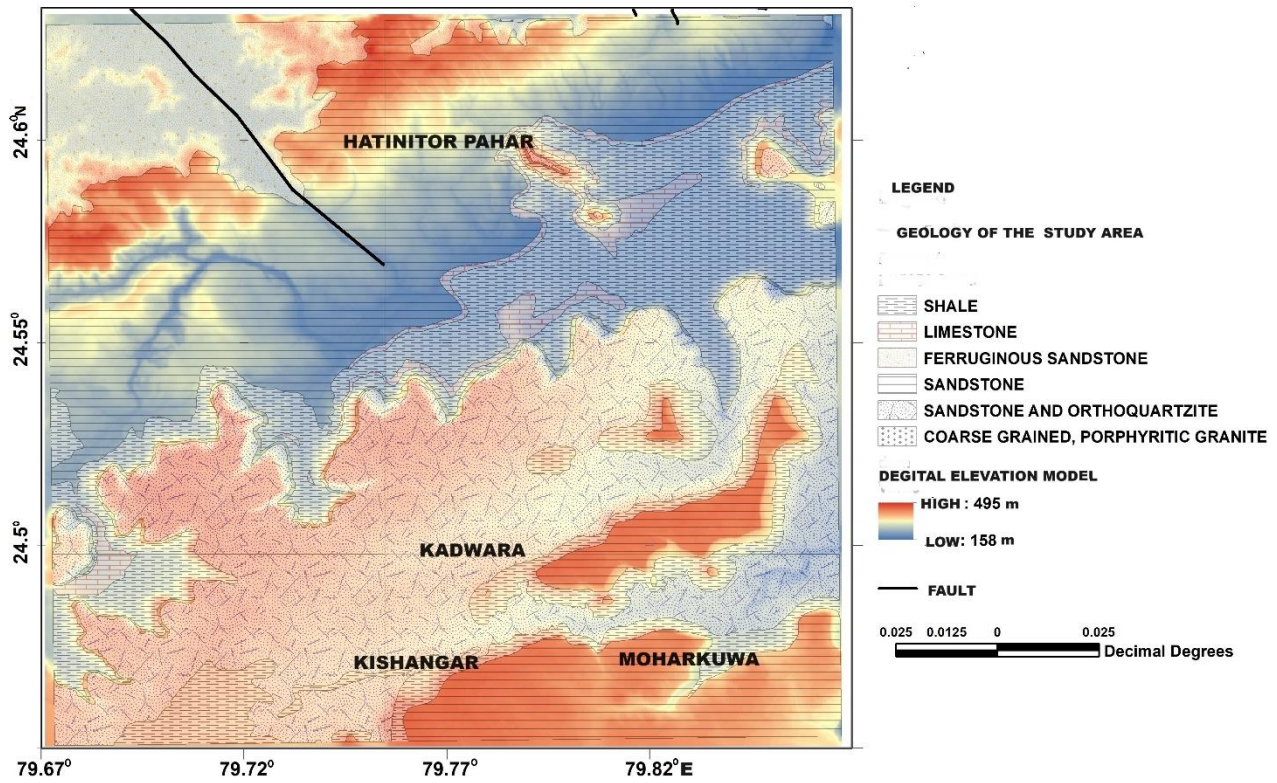 24.6°N
24.55°
24.5°
79.67°
79.72°
79.77°
79.82°E
HATINITOR PAHAR
KADWARA
KISHANGAR
MOHARKUWA
LEGEND
GEOLOGY OF THE STUDY AREA
SHALE
LIMESTONE
FERRUGINOUS SANDSTONE
SANDSTONE
SANDSTONE AND ORTHOQUARTZITE
COARSE GRAINED, PORPHYRITIC GRANITE
DEGITAL ELEVATION MODEL
HIGH : 495 m
LOW: 158 m
FAULT
0.025 0.0125 0 0.025
Decimal Degrees